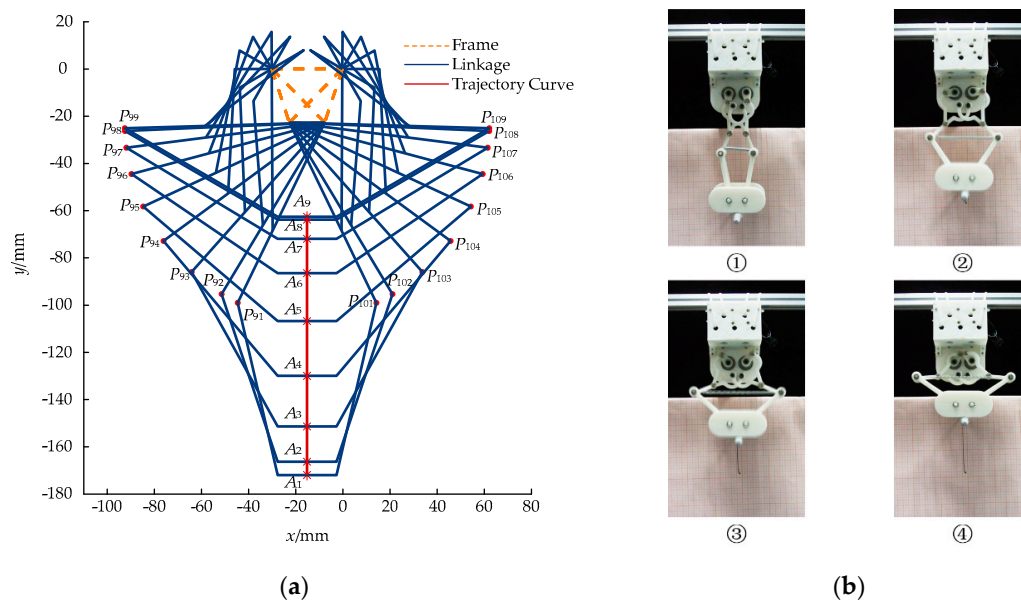 20
0
-20
-40
-60
-80
-100
-120
-140
-160
-180
-100 -80 -60 -40 -20 0 20 40 60 80
x/mm
y/mm
Frame
Linkage
Trajectory Curve
P99
P98
P97
P96
P95
P94
P93
P92
P91
P109
P108
P107
P106
P105
P104
P103
P102
P101
A9
A8
A7
A6
A5
A4
A3
A2
A1
(a)
① ②
③ ④
(b)